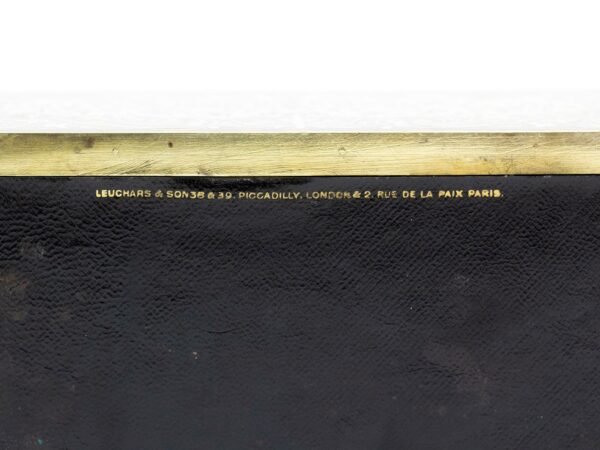 LEUCHARS & SON 38 & 39. PICCADILLY. LONDON & 2. RUE DE LA PAIX PARIS.